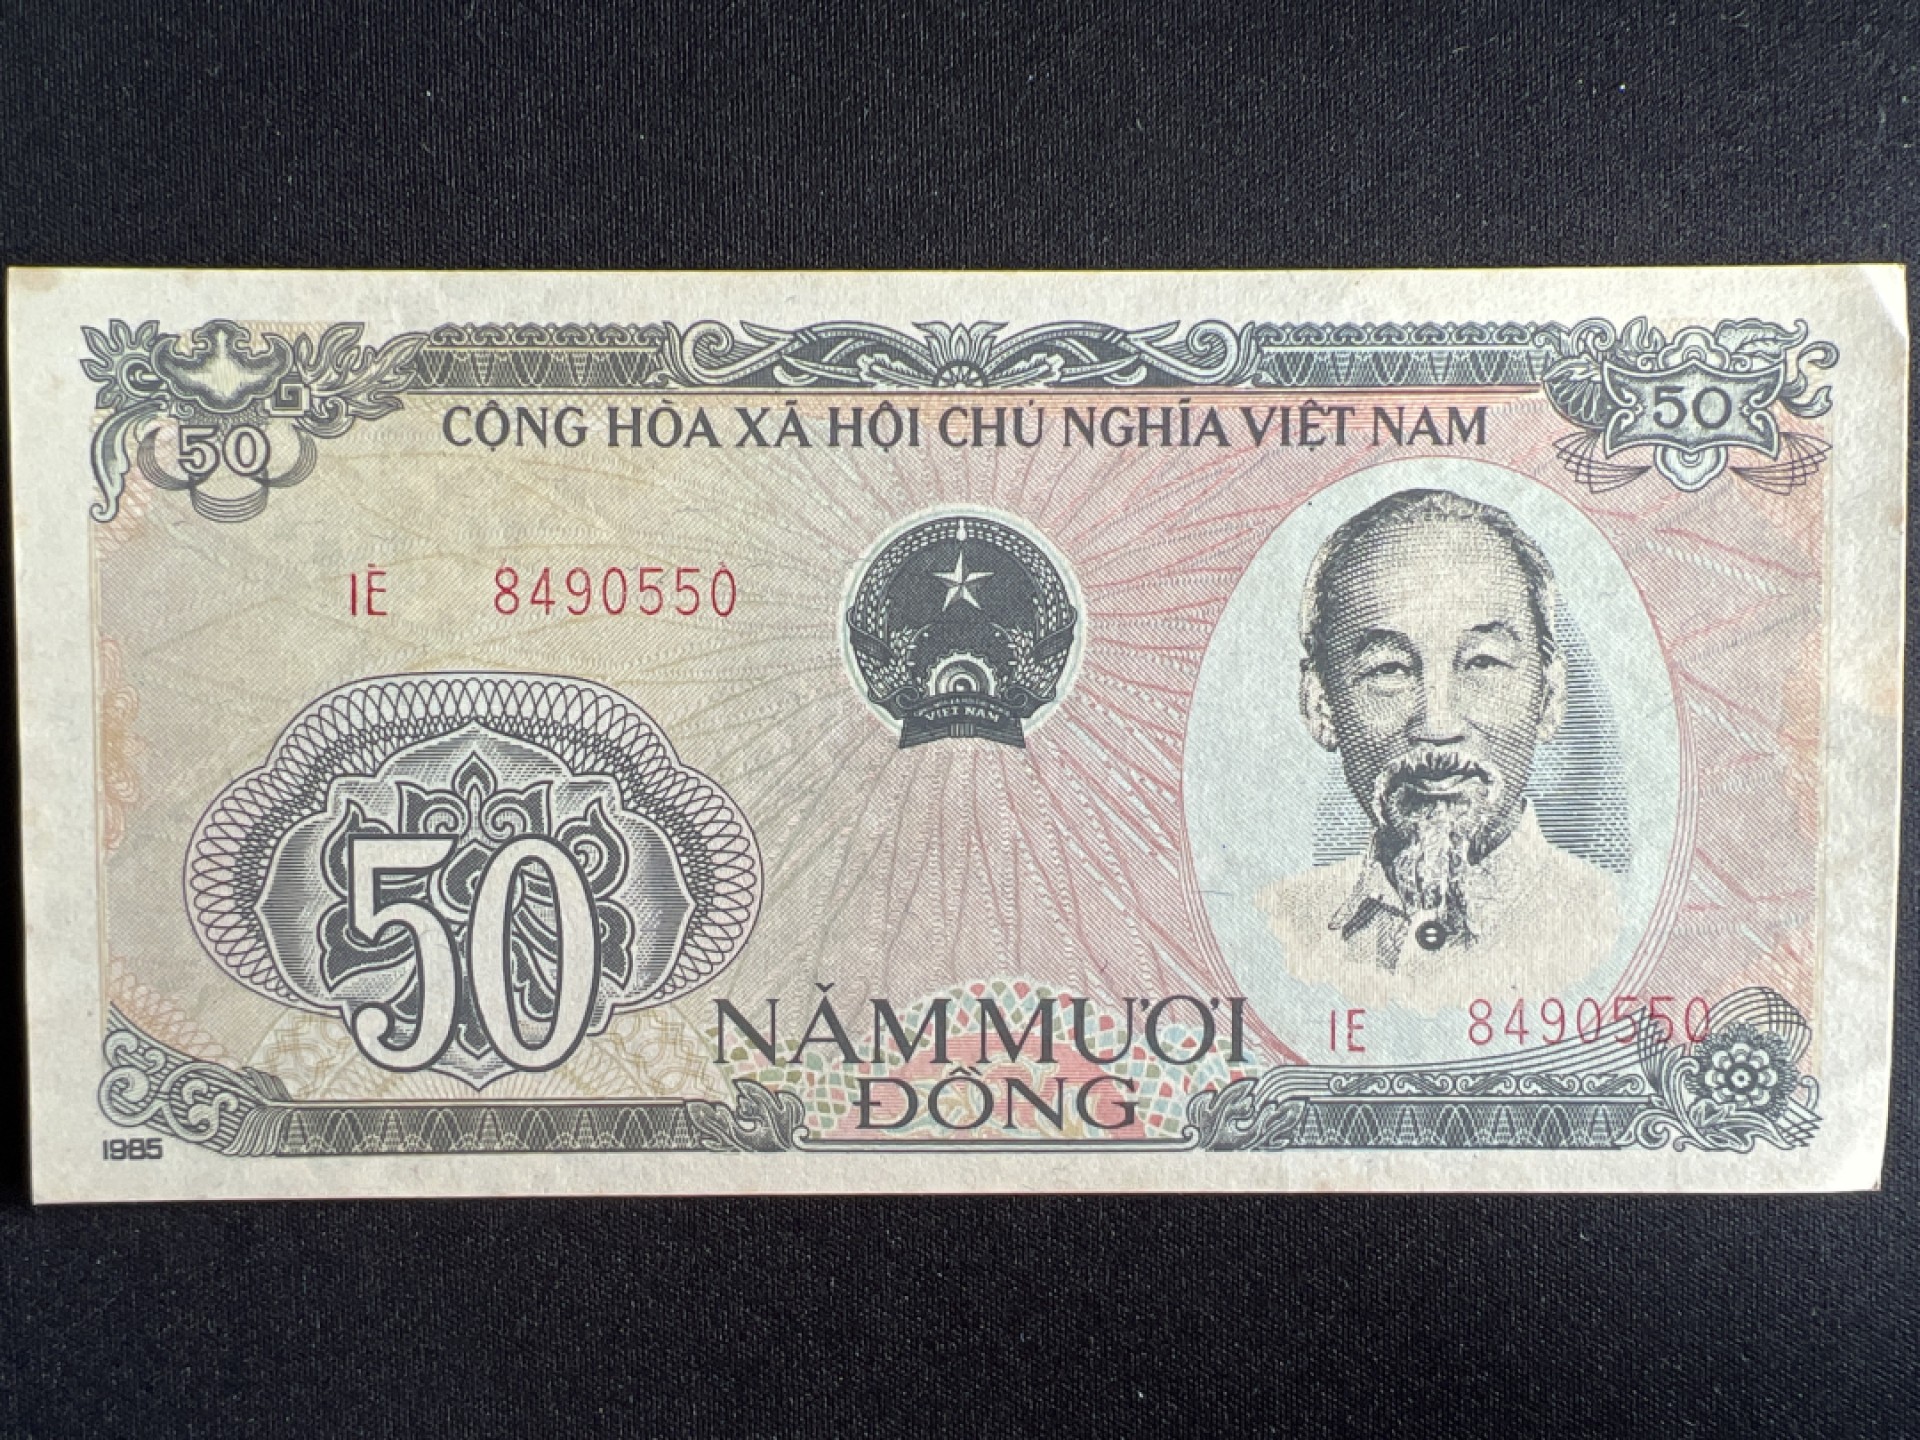 50
CỘNG HÒA XÃ HỘI CHỦ NGHĨA VIỆT NAM
50
IE 8490550
VIỆT NAM
50
NĂM MƯƠI
ĐỒNG
IE 8490550
1985